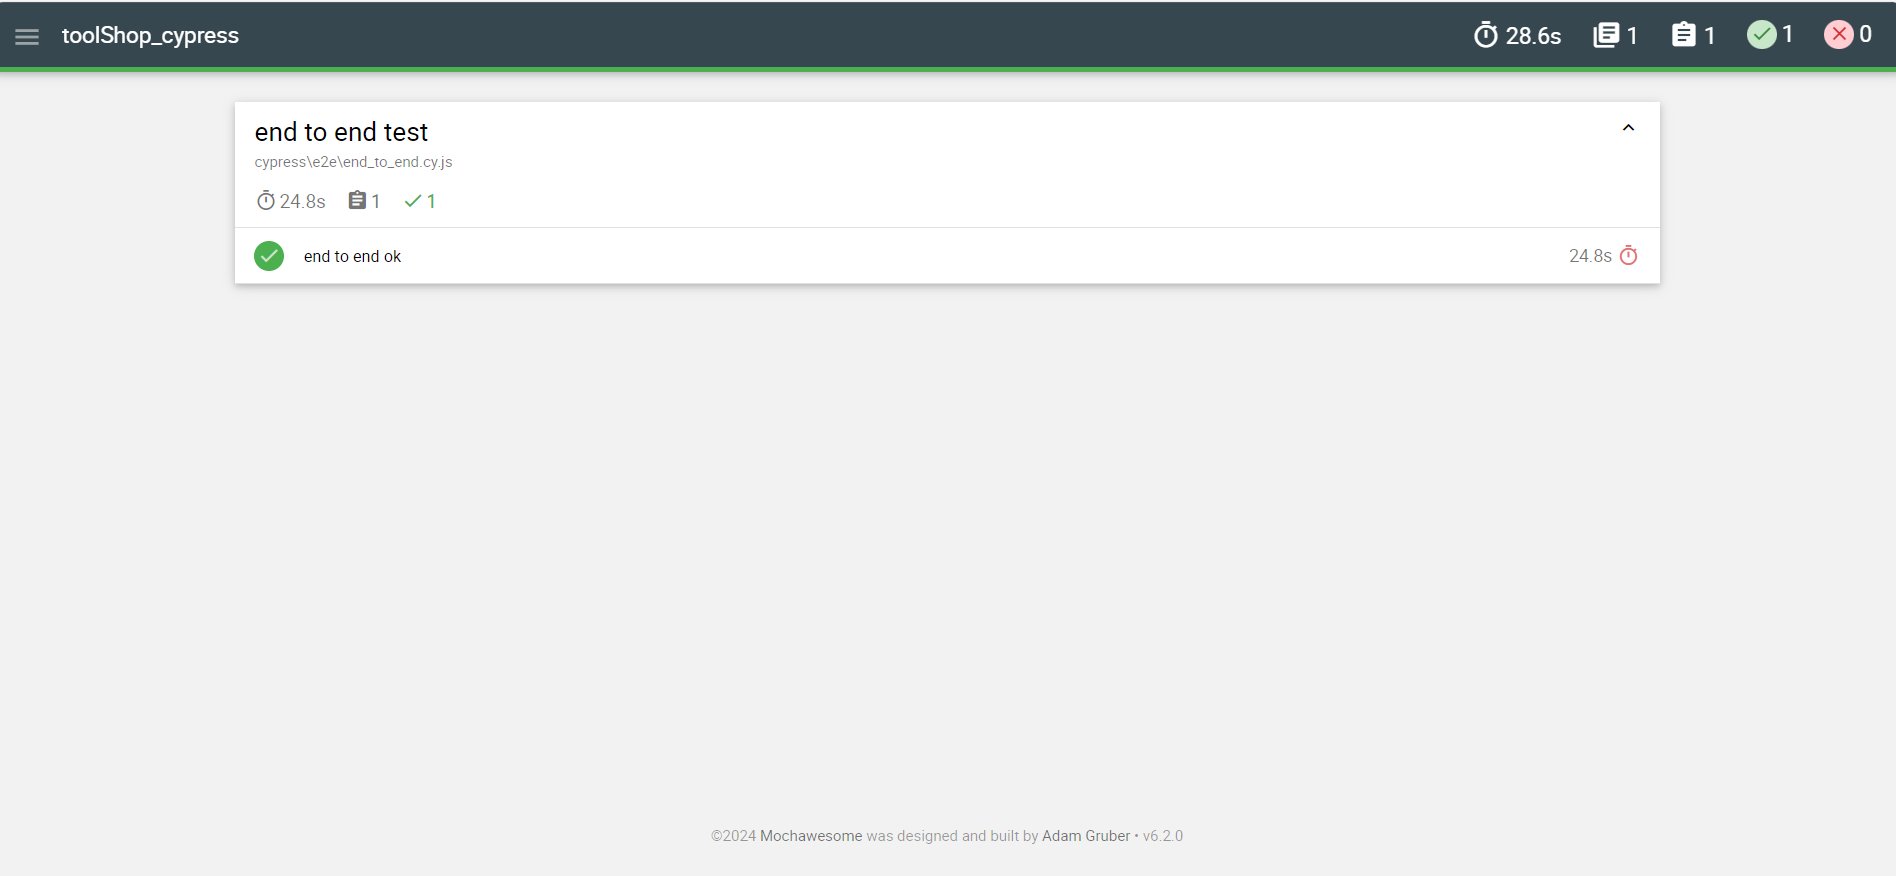 toolShop_cypress 28.6s 1 1 1 0
end to end test
cypress\e2e\end_to_end.cy.js
24.8s 1 1
end to end ok 24.8s
©2024 Mochawesome was designed and built by Adam Gruber • v6.2.0